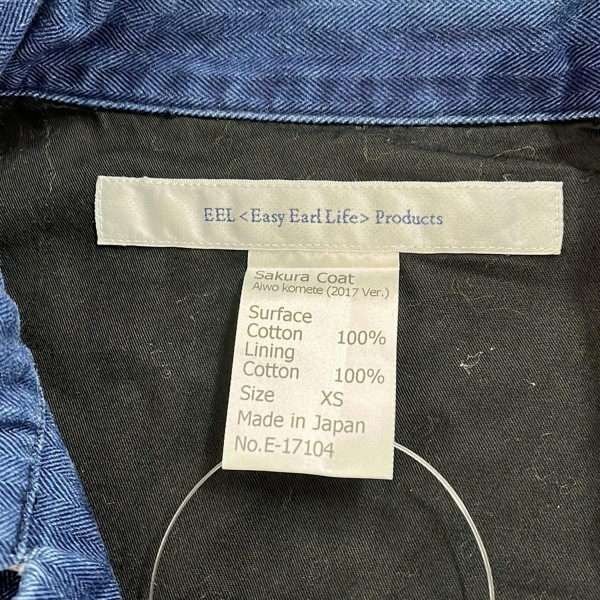 EEL <Easy Earl Life> Products
Sakura Coat
Aiwo komete (2017 Ver.)
Surface
Cotton 100%
Lining
Cotton 100%
Size XS
Made in Japan
No.E-17104